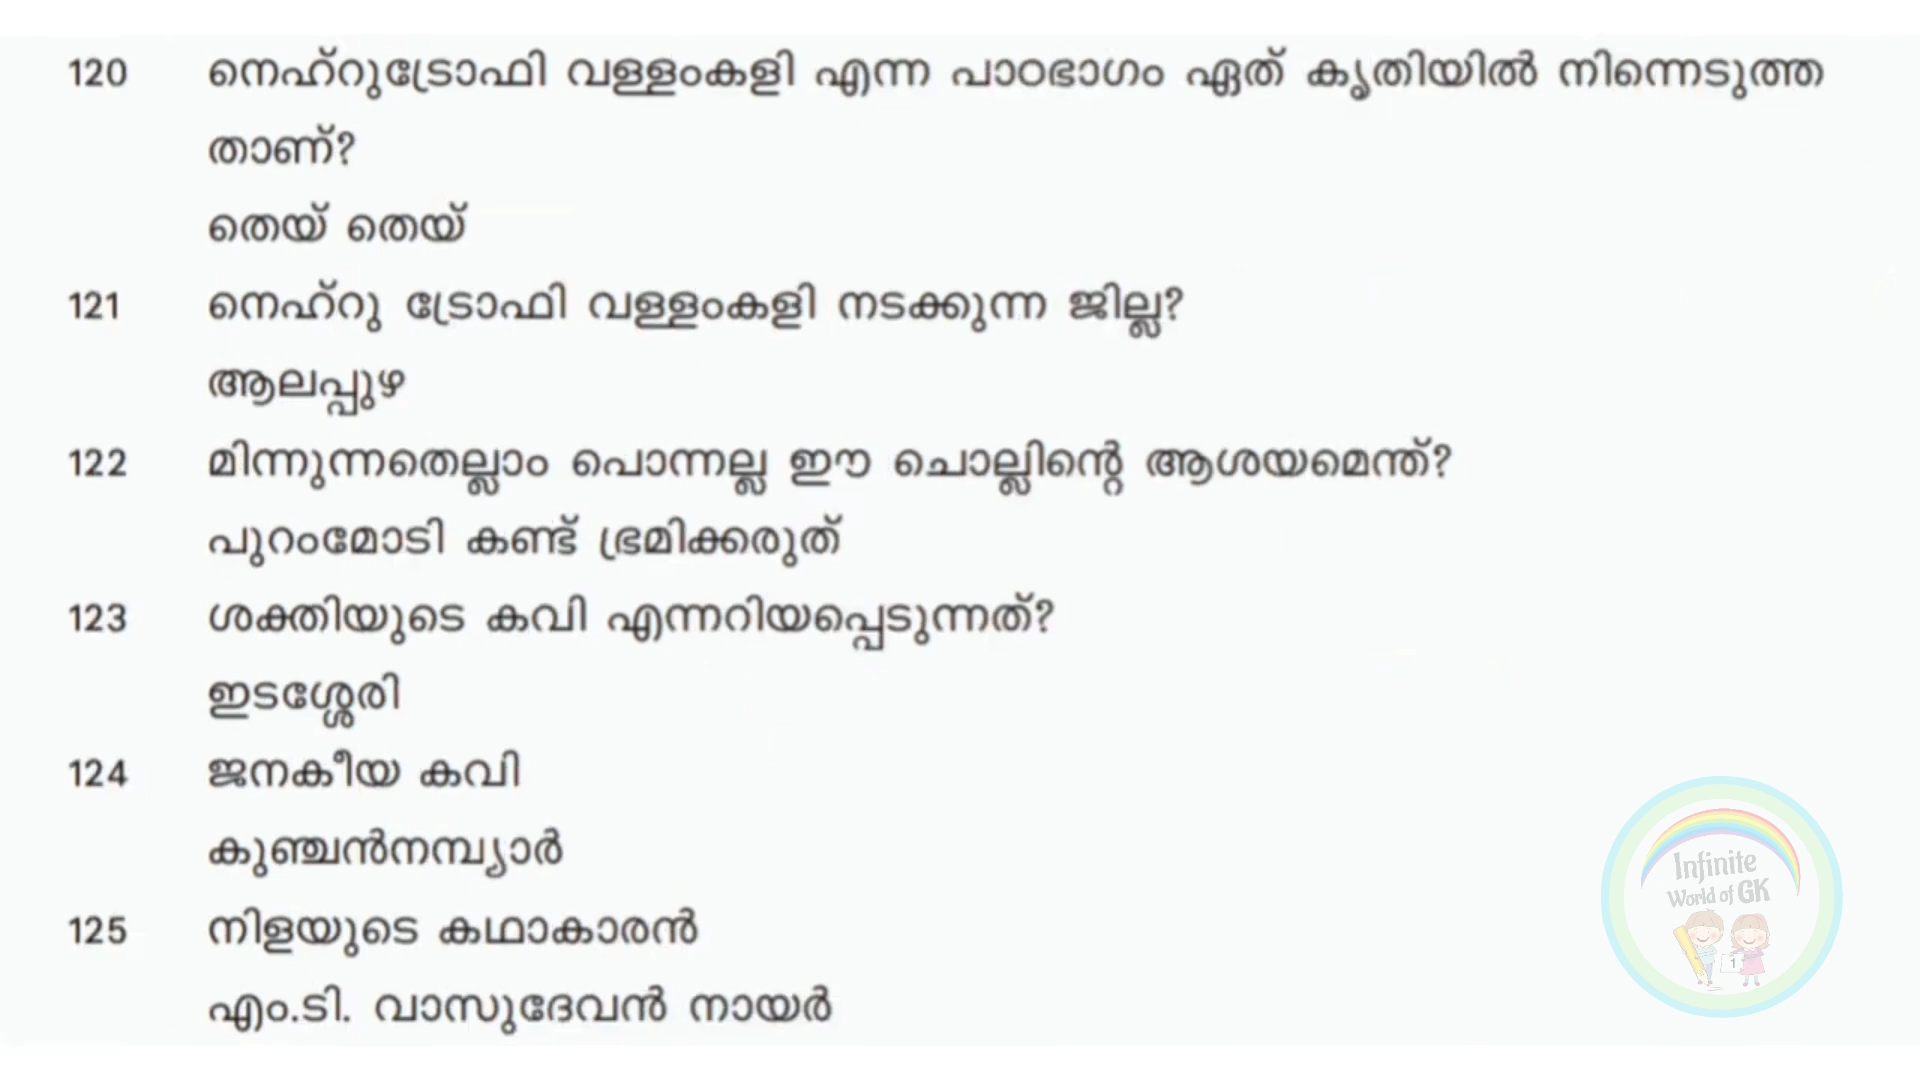 120 നെഹ്റുട്രോഫി വള്ളംകളി എന്ന പാഠഭാഗം ഏത് കൃതിയിൽ നിന്നെടുത്ത
താണ്?
തെയ് തെയ്
121 നെഹ്റു ട്രോഫി വള്ളംകളി നടക്കുന്ന ജില്ല?
ആലപ്പുഴ
122 മിന്നുന്നതെല്ലാം പൊന്നല്ല ഈ ചൊല്ലിന്റെ ആശയമെന്ത്?
പുറംമോടി കണ്ട് ഭ്രമിക്കരുത്
123 ശക്തിയുടെ കവി എന്നറിയപ്പെടുന്നത്?
ഇടശ്ശേരി
124 ജനകീയ കവി
കുഞ്ചൻനമ്പ്യാർ
125 നിളയുടെ കഥാകാരൻ
എം.ടി. വാസുദേവൻ നായർ
Infinite
World of GK
1